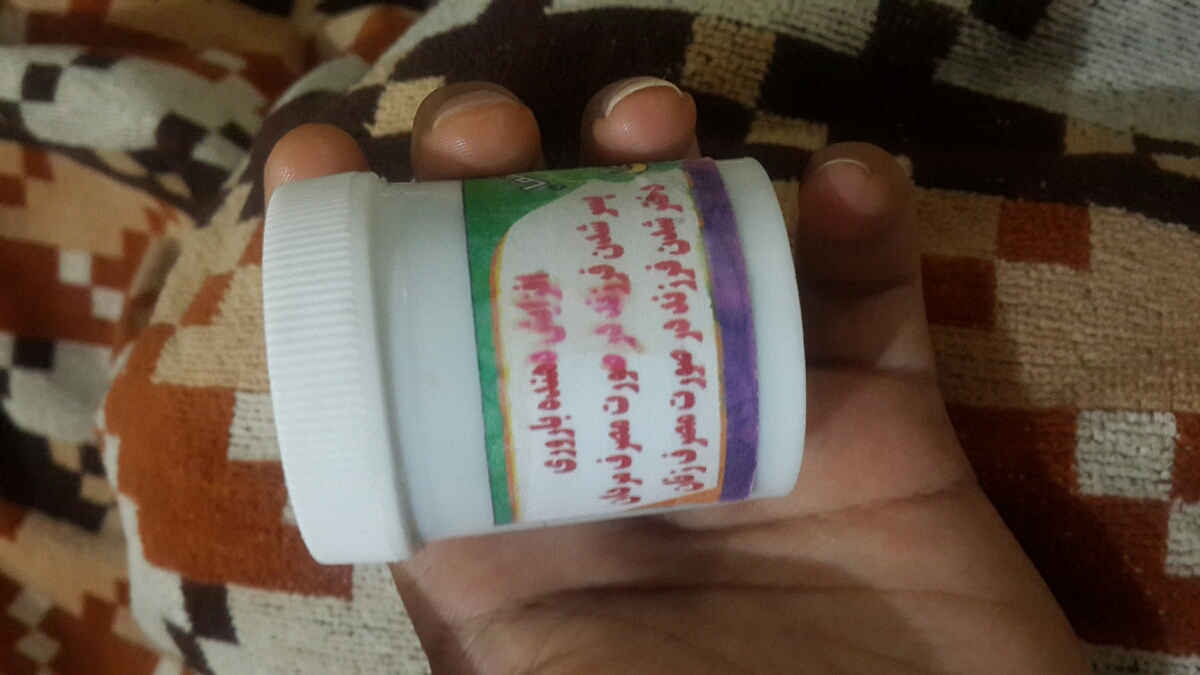 افزایش دهنده باروری
پسر شدن فرزند در صورت مصرف مردان
دختر شدن فرزند در صورت مصرف زنان